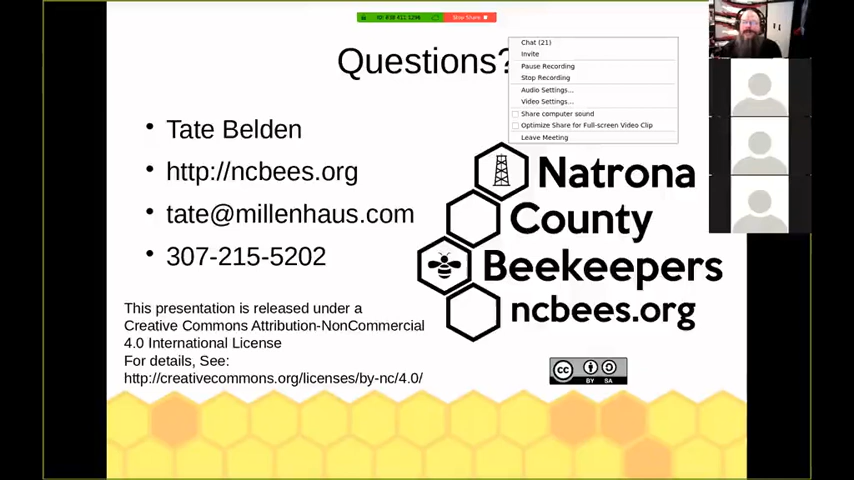 Stop Share
Questions?
Chat (21)
Invite
Pause Recording
Stop Recording
Audio Settings...
Video Settings...
Share computer sound
Optimize Share for Full-screen Video Clip
Leave Meeting
• Tate Belden
• http://ncbees.org
• tate@millenhaus.com
• 307-215-5202
Natrona
County
Beekeepers
ncbees.org
This presentation is released under a
Creative Commons Attribution-NonCommercial
4.0 International License
For details, See:
http://creativecommons.org/licenses/by-nc/4.0/
cc
BY SA